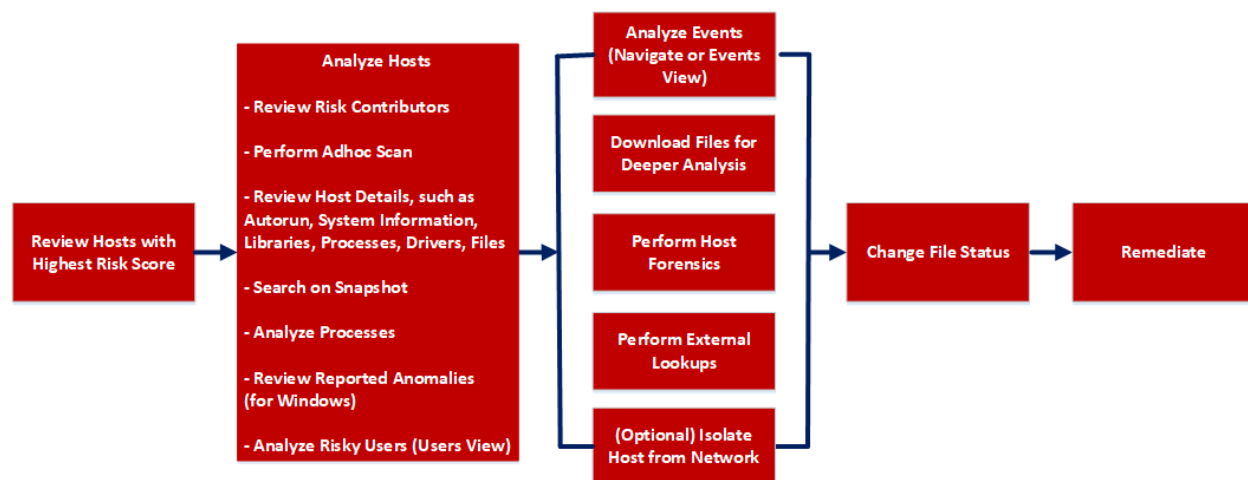 Review Hosts with
Highest Risk Score
Analyze Hosts
- Review Risk Contributors
- Perform Adhoc Scan
- Review Host Details, such as
Autorun, System Information,
Libraries, Processes, Drivers, Files
- Search on Snapshot
- Analyze Processes
- Review Reported Anomalies
(for Windows)
- Analyze Risky Users (Users View)
Analyze Events
(Navigate or Events
View)
Download Files for
Deeper Analysis
Perform Host
Forensics
Perform External
Lookups
(Optional) Isolate
Host from Network
Change File Status
Remediate